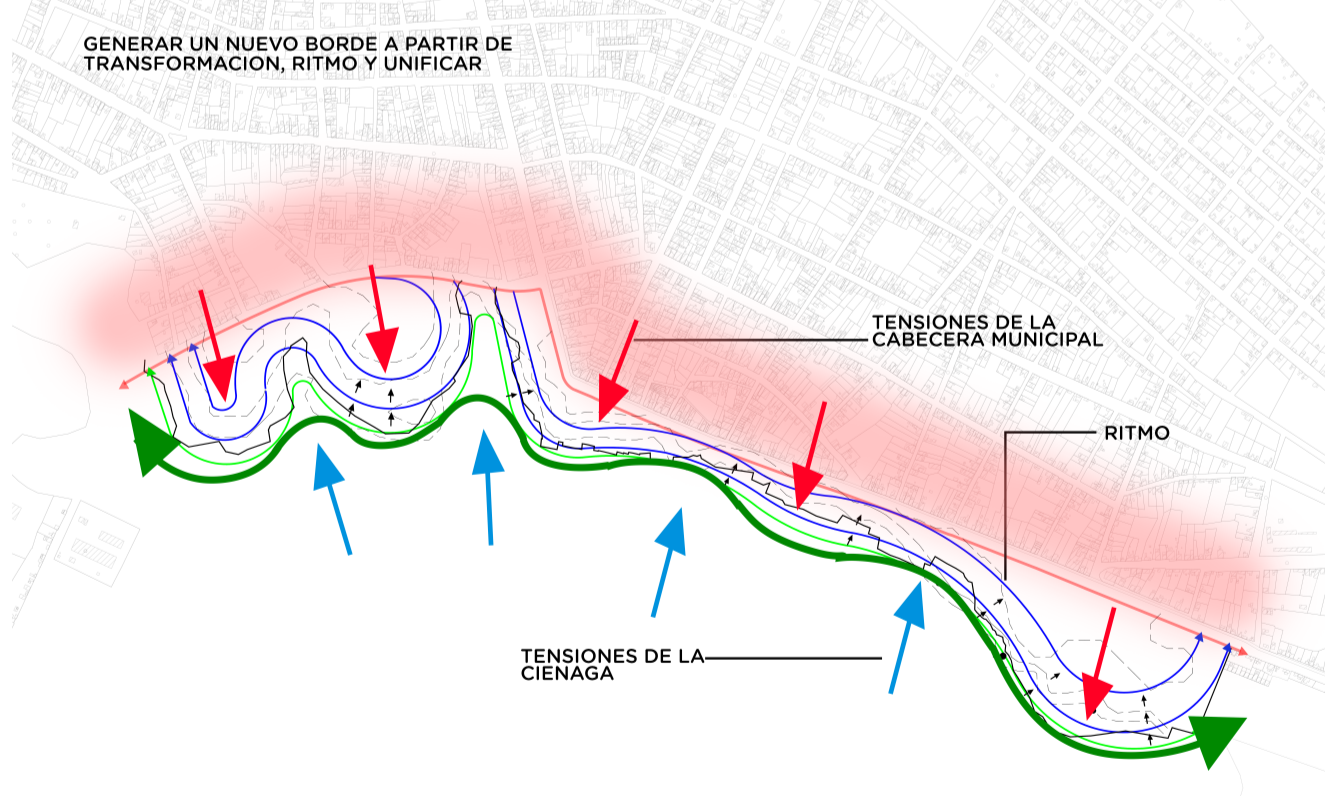 GENERAR UN NUEVO BORDE A PARTIR DE
TRANSFORMACION, RITMO Y UNIFICAR
TENSIONES DE LA
CABECERA MUNICIPAL
RITMO
TENSIONES DE LA
CIENAGA